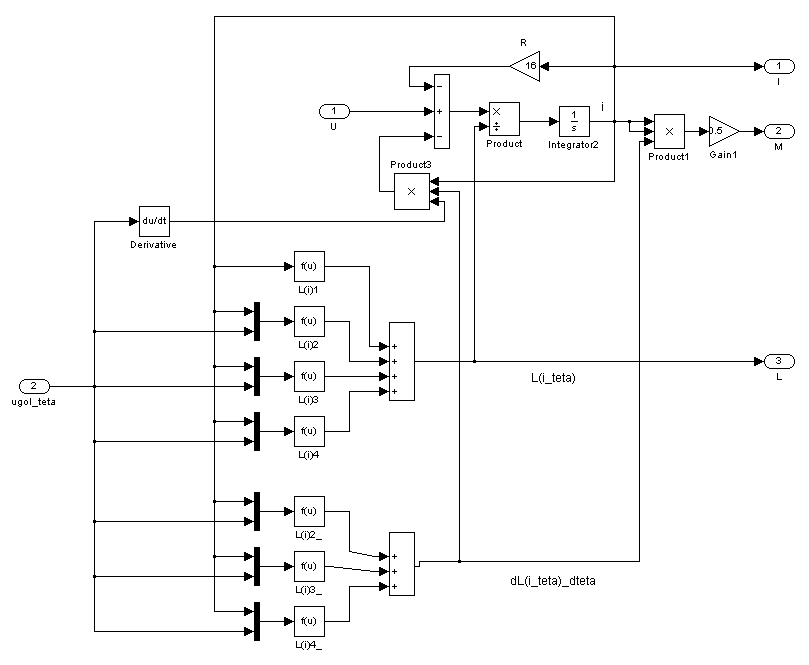 R
16
1
I
−
+
−
1
U
×
÷
Product
1
s
Integrator2
i
×
Product1
0.5
Gain1
2
M
Product3
×
du/dt
Derivative
f(u)
L(i)1
f(u)
L(i)2
+
+
+
+
3
L
L(i_teta)
2
ugol_teta
f(u)
L(i)3
f(u)
L(i)4
f(u)
L(i)2_
+
+
+
f(u)
L(i)3_
dL(i_teta)_dteta
f(u)
L(i)4_